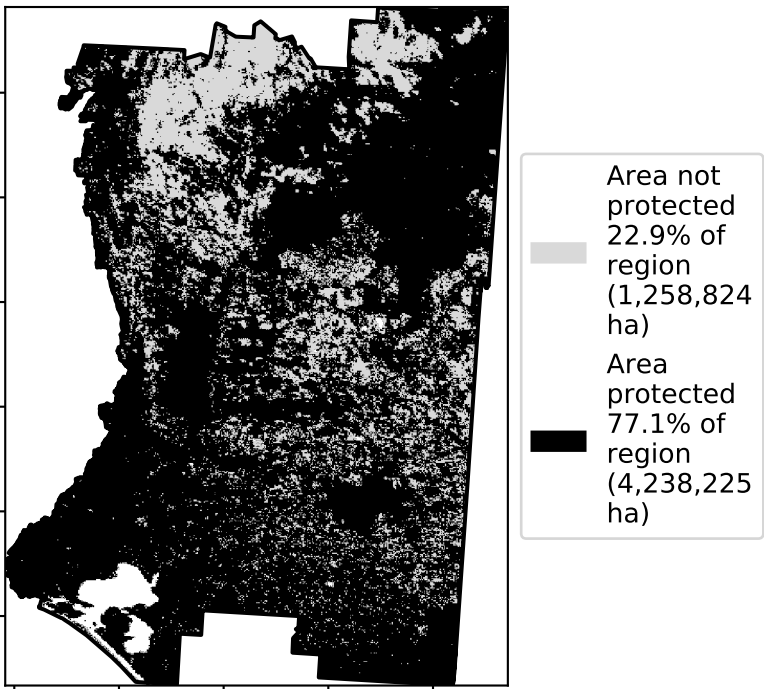 Area not
protected
22.9% of
region
(1,258,824
ha)
Area
protected
77.1% of
region
(4,238,225
ha)